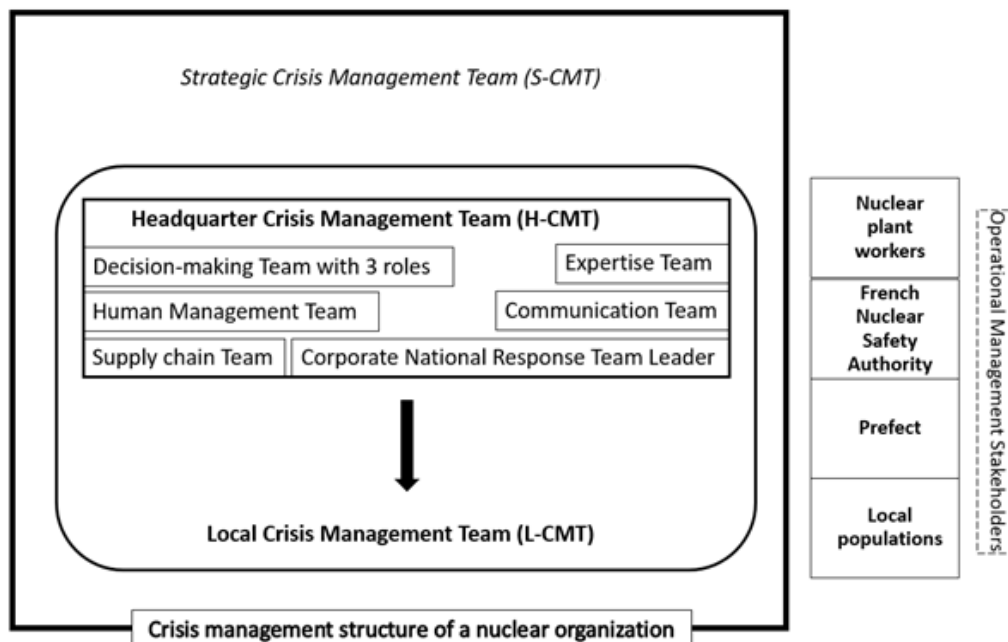 Strategic Crisis Management Team (S-CMT)
Headquarter Crisis Management Team (H-CMT)
Decision-making Team with 3 roles
Expertise Team
Human Management Team
Communication Team
Supply chain Team
Corporate National Response Team Leader
Local Crisis Management Team (L-CMT)
Crisis management structure of a nuclear organization
Nuclear
plant
workers
French
Nuclear
Safety
Authority
Prefect
Local
populations
Operational Management Stakeholders